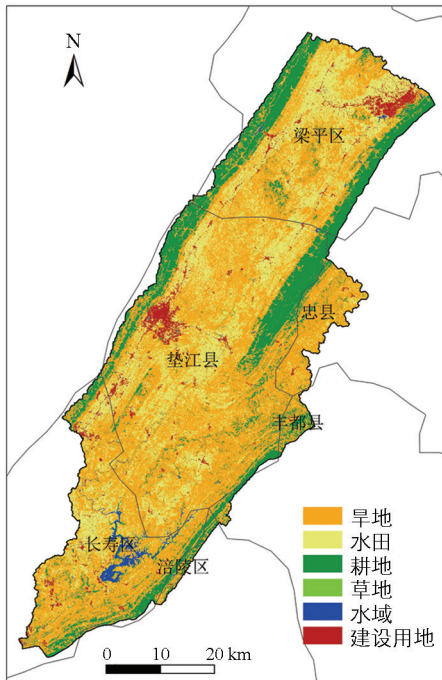 N
梁平区
忠县
垫江县
丰都县
长寿区
涪陵区
旱地
水田
耕地
草地
水域
建设用地
0 10 20 km